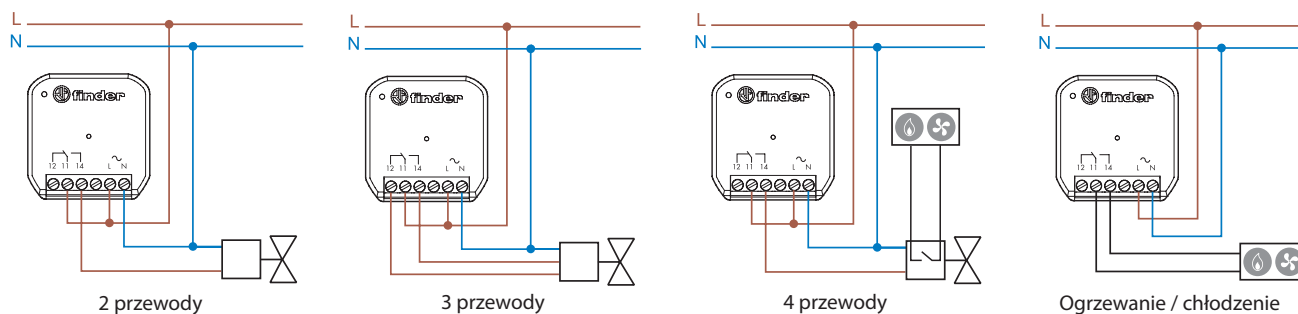 L
N
finder
12 11 14 L N
2 przewody
L
N
finder
12 11 14 L N
3 przewody
L
N
finder
12 11 14 L N
4 przewody
L
N
finder
12 11 14 L N
Ogrzewanie / chłodzenie